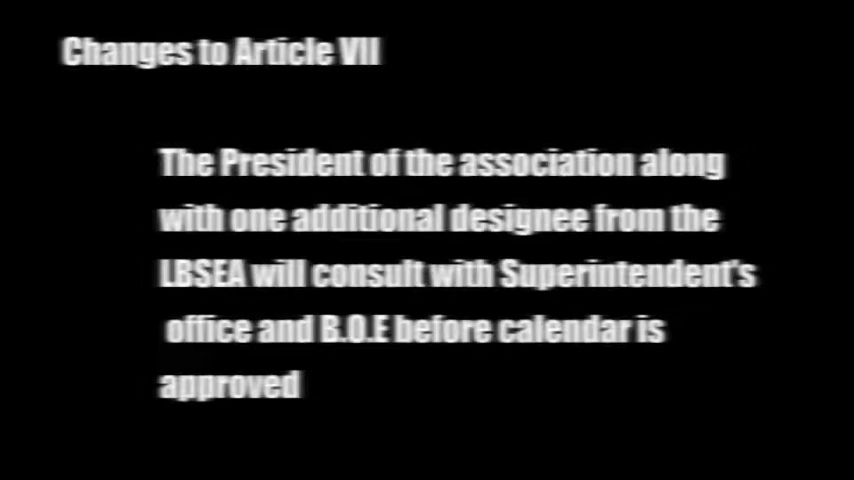 Changes to Article VII
The President of the association along
with one additional designee from the
LBSEA will consult with Superintendent's
office and B.O.E before calendar is
approved